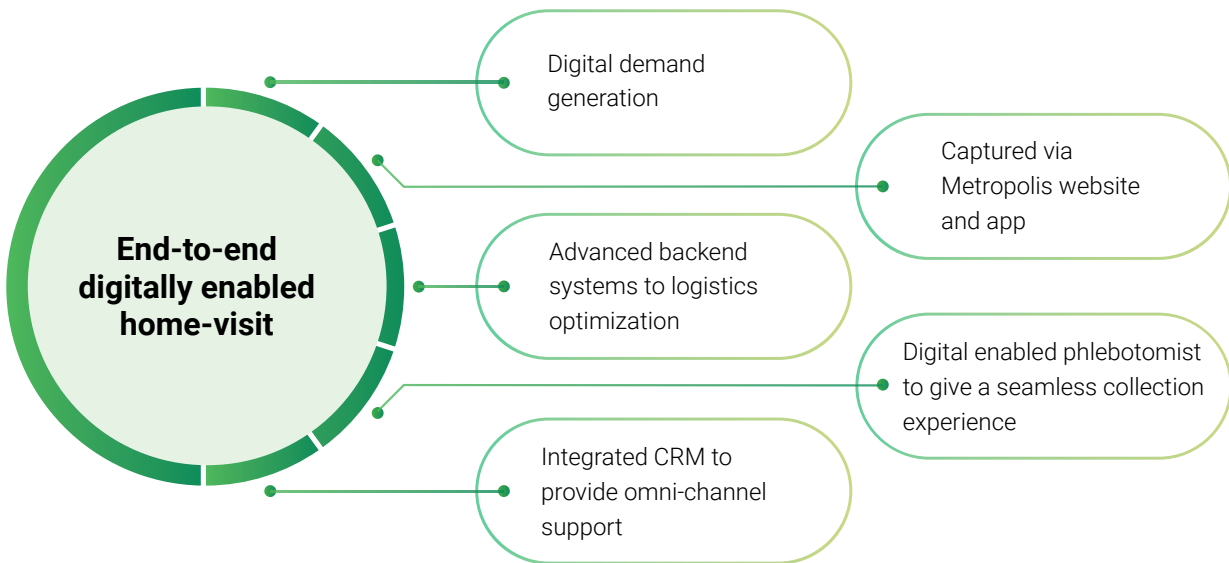 End-to-end
digitally enabled
home-visit
Digital demand
generation
Captured via
Metropolis website
and app
Advanced backend
systems to logistics
optimization
Digital enabled phlebotomist
to give a seamless collection
experience
Integrated CRM to
provide omni-channel
support